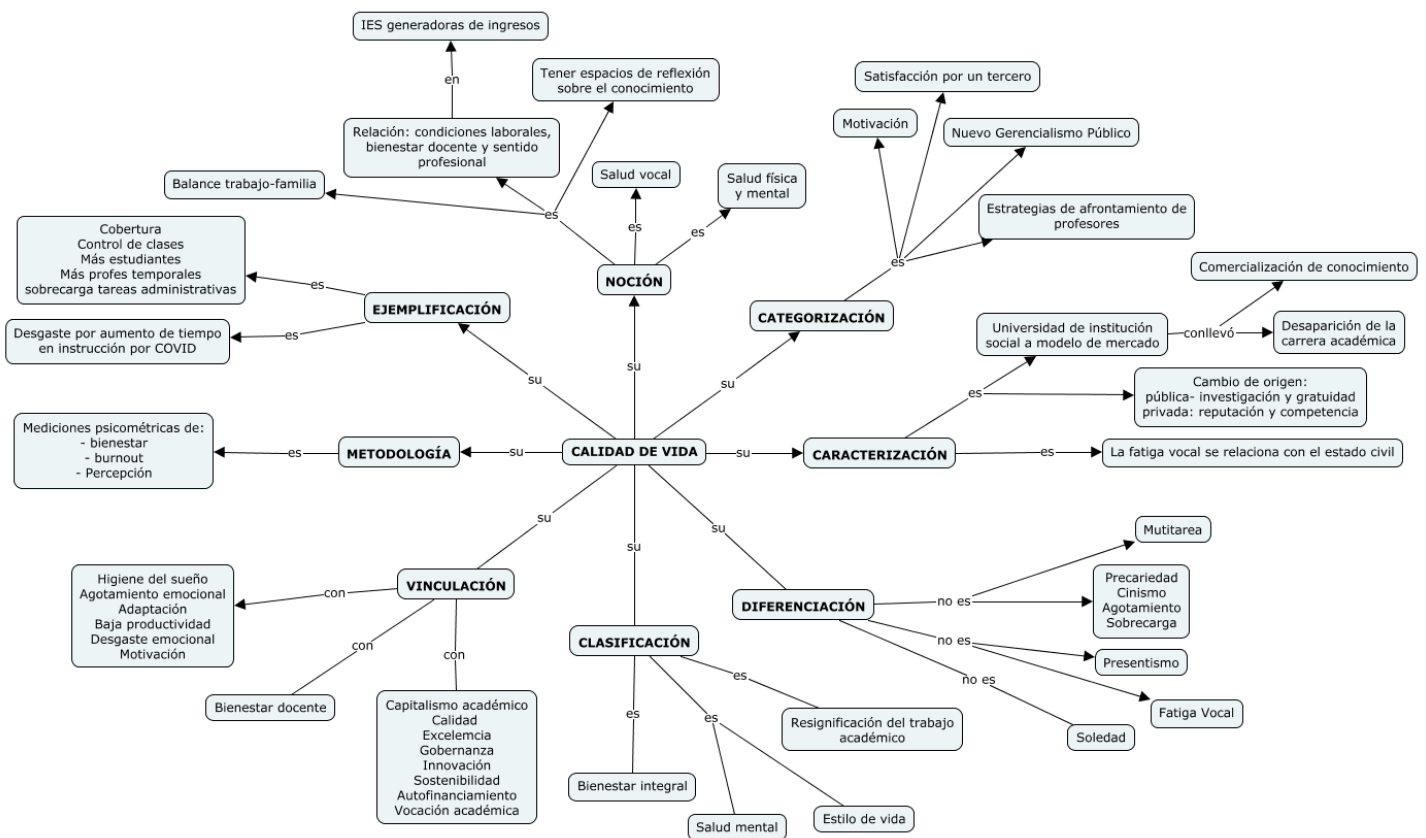 IES generadoras de ingresos
en
Tener espacios de reflexión
sobre el conocimiento
Relación: condiciones laborales,
bienestar docente y sentido
profesional
Balance trabajo-familia
es
Salud vocal
es
Salud física
y mental
es
NOCIÓN
su
Satisfacción por un tercero
Motivación
Nuevo Gerencialismo Público
Estrategias de afrontamiento de
profesores
es
CATEGORIZACIÓN
su
Cobertura
Control de clases
Más estudiantes
Más profes temporales
sobrecarga tareas administrativas
es
EJEMPLIFICACIÓN
Desgaste por aumento de tiempo
en instrucción por COVID
es
su
Comercialización de conocimiento
Universidad de institución
social a modelo de mercado
conllevó
Desaparición de la
carrera académica
es
Cambio de origen:
pública- investigación y gratuidad
privada: reputación y competencia
Mediciones psicométricas de:
- bienestar
- burnout
- Percepción
es
METODOLOGÍA
su
CALIDAD DE VIDA
su
CARACTERIZACIÓN
es
La fatiga vocal se relaciona con el estado civil
su
su
su
Higiene del sueño
Agotamiento emocional
Adaptación
Baja productividad
Desgaste emocional
Motivación
con
VINCULACIÓN
con
con
Bienestar docente
Capitalismo académico
Calidad
Excelemcia
Gobernanza
Innovación
Sostenibilidad
Autofinanciamiento
Vocación académica
CLASIFICACIÓN
es
es
es
Bienestar integral
Salud mental
Estilo de vida
Resignificación del trabajo
académico
DIFERENCIACIÓN
no es
no es
no es
Mutitarea
Precariedad
Cinismo
Agotamiento
Sobrecarga
Presentismo
Fatiga Vocal
Soledad